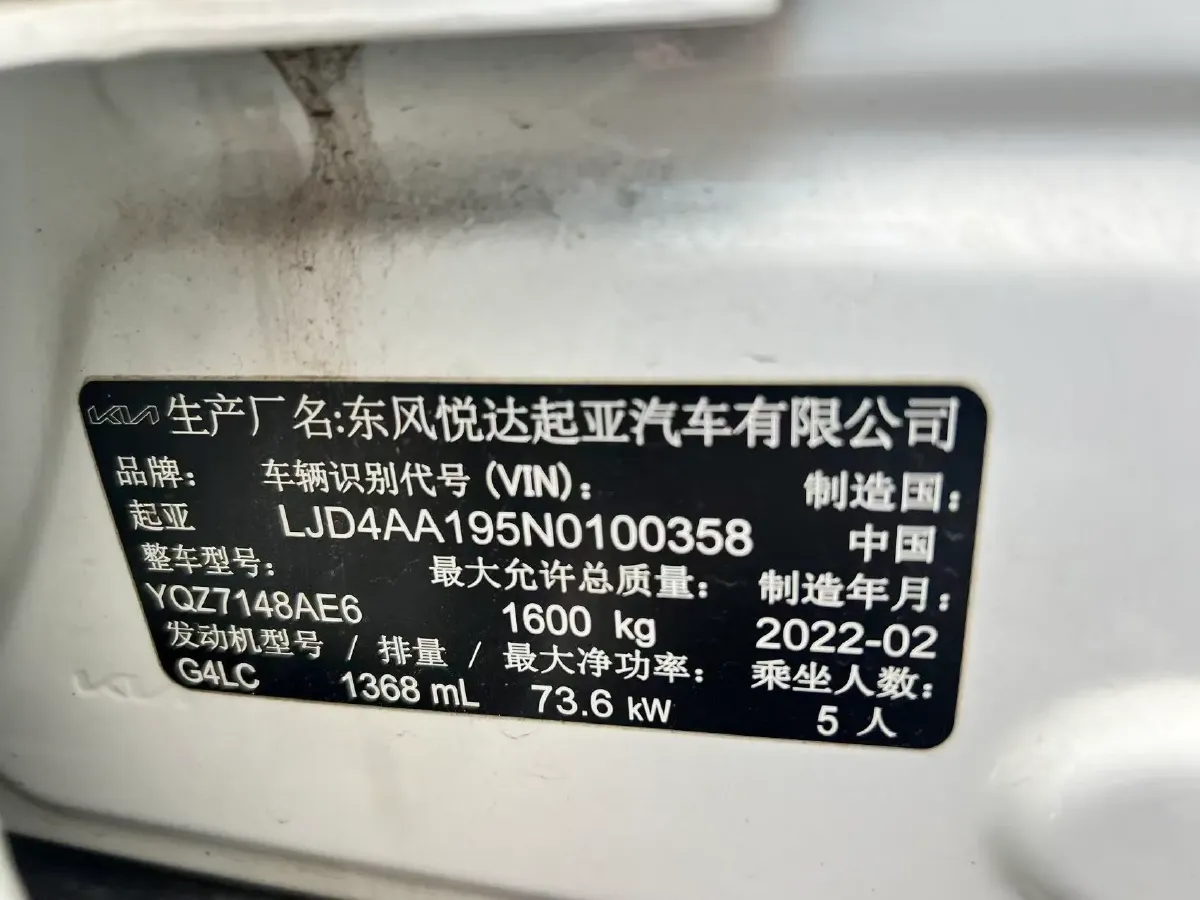 KIA 生产厂名:东风悦达起亚汽车有限公司
品牌: 车辆识别代号(VIN): 制造国:
起亚 LJD4AA195N0100358 中国
整车型号: 最大允许总质量: 制造年月:
YQZ7148AE6 1600 kg 2022-02
发动机型号 / 排量 / 最大净功率: 乘坐人数:
G4LC 1368 mL 73.6 kW 5 人